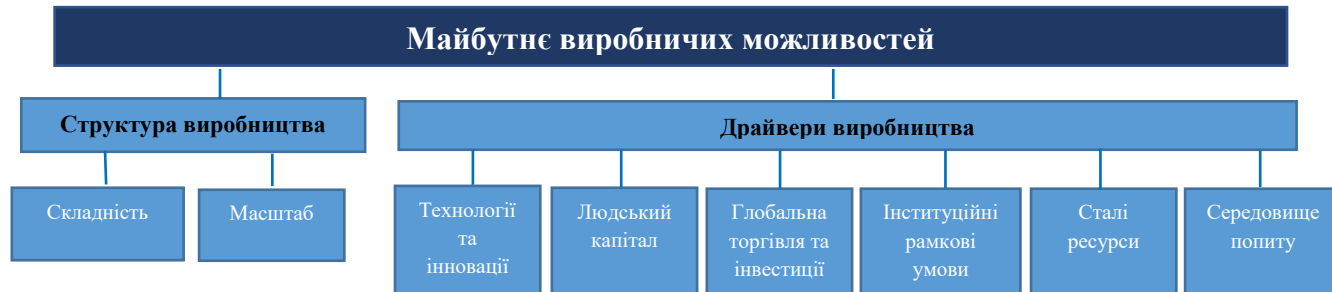 Майбутнє виробничих можливостей
Структура виробництва
Драйвери виробництва
Складність
Масштаб
Технології
та
інновації
Людський
капітал
Глобальна
торгівля та
інвестиції
Інституційні
рамкові
умови
Сталі
ресурси
Середовище
попиту